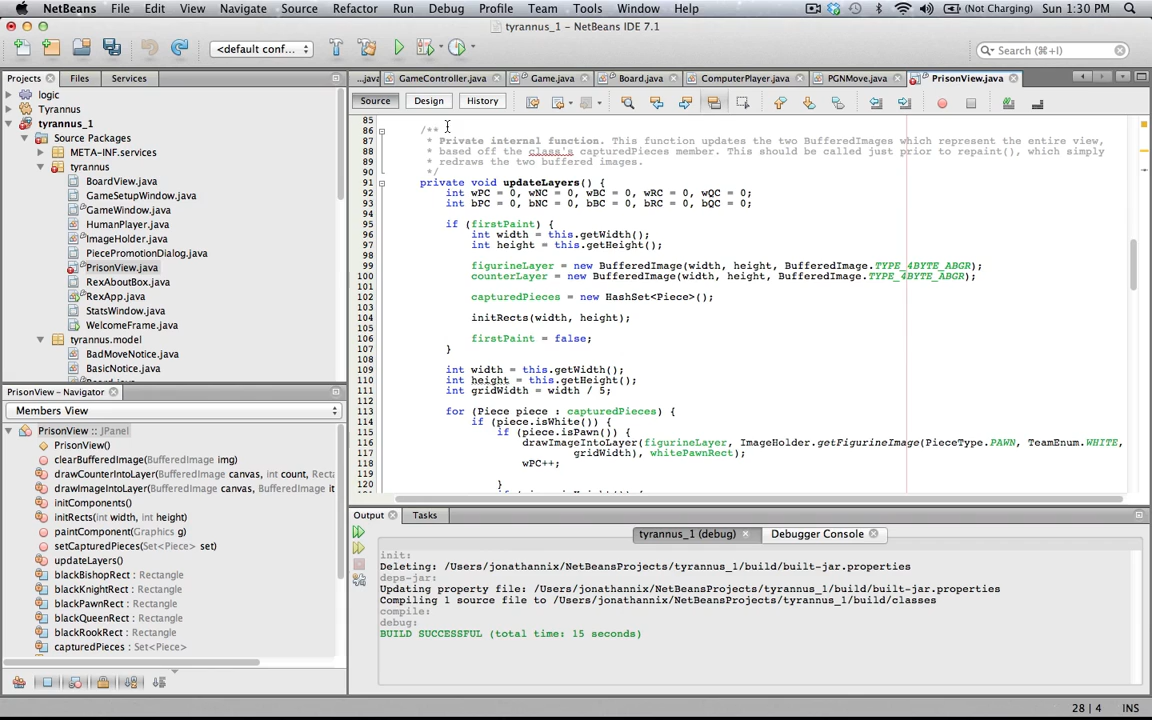 NetBeans File Edit View Navigate Source Refactor Run Debug Profile Team Tools Window Help (Not Charging) Sun 1:30 PM
tyrannus_1 – NetBeans IDE 7.1
<default conf... Search (⌘+I)
Projects Files Services ...java GameController.java Game.java Board.java ComputerPlayer.java PGNMove.java PrisonView.java
Source Design History
logic
Tyrannus
tyrannus_1
Source Packages
META-INF.services
tyrannus
BoardView.java
GameSetupWindow.java
GameWindow.java
HumanPlayer.java
ImageHolder.java
PiecePromotionDialog.java
PrisonView.java
RexAboutBox.java
RexApp.java
StatsWindow.java
WelcomeFrame.java
tyrannus.model
BadMoveNotice.java
BasicNotice.java
85
86 /**
87 * Private internal function. This function updates the two BufferedImages which represent the entire view,
88 * based off the class's capturedPieces member. This should be called just prior to repaint(), which simply
89 * redraws the two buffered images.
90 */
91 private void updateLayers() {
92 int wPC = 0, wNC = 0, wBC = 0, wRC = 0, wQC = 0;
93 int bPC = 0, bNC = 0, bBC = 0, bRC = 0, bQC = 0;
94
95 if (firstPaint) {
96 int width = this.getWidth();
97 int height = this.getHeight();
98
99 figurineLayer = new BufferedImage(width, height, BufferedImage.TYPE_4BYTE_ABGR);
100 counterLayer = new BufferedImage(width, height, BufferedImage.TYPE_4BYTE_ABGR);
101
102 capturedPieces = new HashSet<Piece>();
103
104 initRects(width, height);
105
106 firstPaint = false;
107 }
108
109 int width = this.getWidth();
110 int height = this.getHeight();
111 int gridWidth = width / 5;
112
113 for (Piece piece : capturedPieces) {
114 if (piece.isWhite()) {
115 if (piece.isPawn()) {
116 drawImageIntoLayer(figurineLayer, ImageHolder.getFigurineImage(PieceType.PAWN, TeamEnum.WHITE,
117 gridWidth), whitePawnRect);
118 wPC++;
119
120 }
PrisonView.java – Navigator
Members View
PrisonView :: JPanel
PrisonView()
clearBufferedImage(BufferedImage img)
drawCounterIntoLayer(BufferedImage canvas, int count, Recta
drawImageIntoLayer(BufferedImage canvas, BufferedImage it
initComponents()
initRects(int width, int height)
paintComponent(Graphics g)
setCapturedPieces(Set<Piece> set)
updateLayers()
blackBishopRect : Rectangle
blackKnightRect : Rectangle
blackPawnRect : Rectangle
blackQueenRect : Rectangle
blackRookRect : Rectangle
capturedPieces : Set<Piece>
Output Tasks
tyrannus_1 (debug) Debugger Console
init:
Deleting: /Users/jonathannix/NetBeansProjects/tyrannus_1/build/built-jar.properties
deps-jar:
Updating property file: /Users/jonathannix/NetBeansProjects/tyrannus_1/build/built-jar.properties
Compiling 1 source file to /Users/jonathannix/NetBeansProjects/tyrannus_1/build/classes
compile:
debug:
BUILD SUCCESSFUL (total time: 15 seconds)
28 | 4 INS